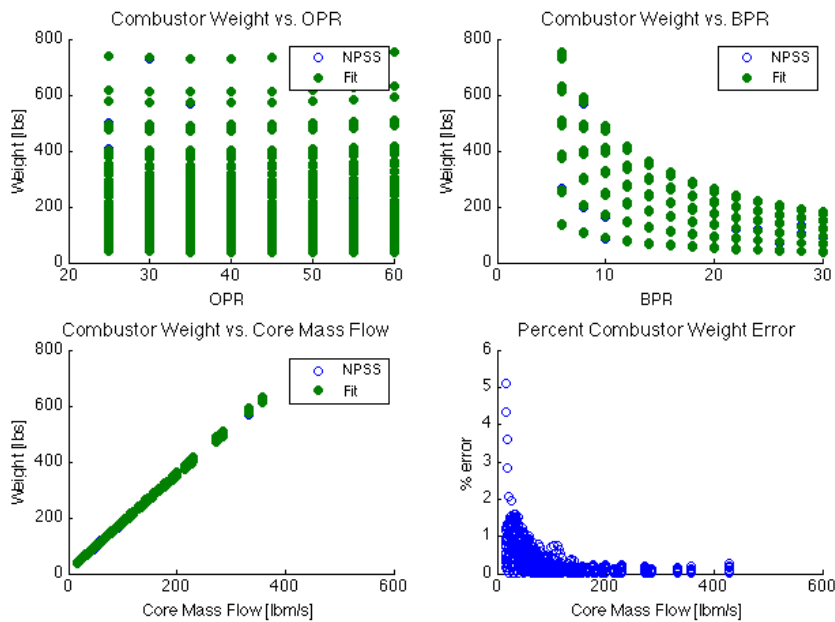 Combustor Weight vs. OPR
Weight [lbs]
800
600
400
200
0
20
30
40
50
60
OPR
NPSS
Fit
Combustor Weight vs. BPR
Weight [lbs]
800
600
400
200
0
0
10
20
30
BPR
NPSS
Fit
Combustor Weight vs. Core Mass Flow
Weight [lbs]
800
600
400
200
0
0
200
400
600
Core Mass Flow [lbm/s]
NPSS
Fit
Percent Combustor Weight Error
% error
6
5
4
3
2
1
0
0
200
400
600
Core Mass Flow [lbm/s]